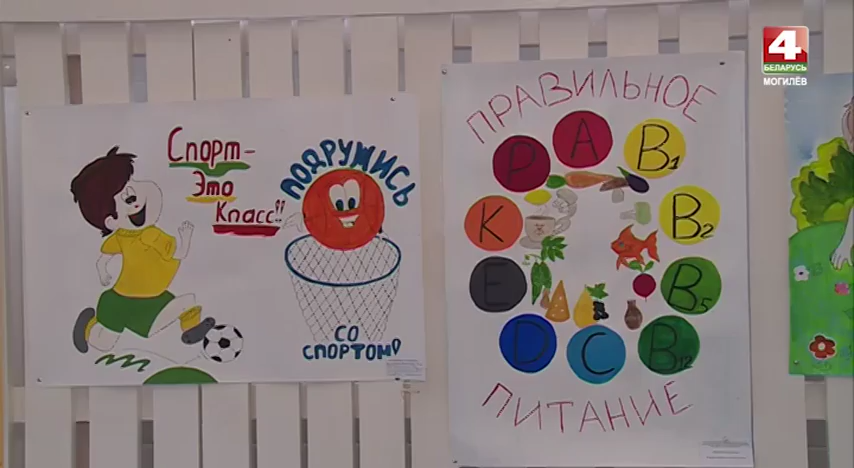 4
БЕЛАРУСЬ
МОГИЛЁВ
Спорт-
Это
Класс!!
ПОДРУЖИСЬ
СО
СПОРТОМ!
ПРАВИЛЬНОЕ
P A B1
K B2
E B5
D C B12
ПИТАНИЕ